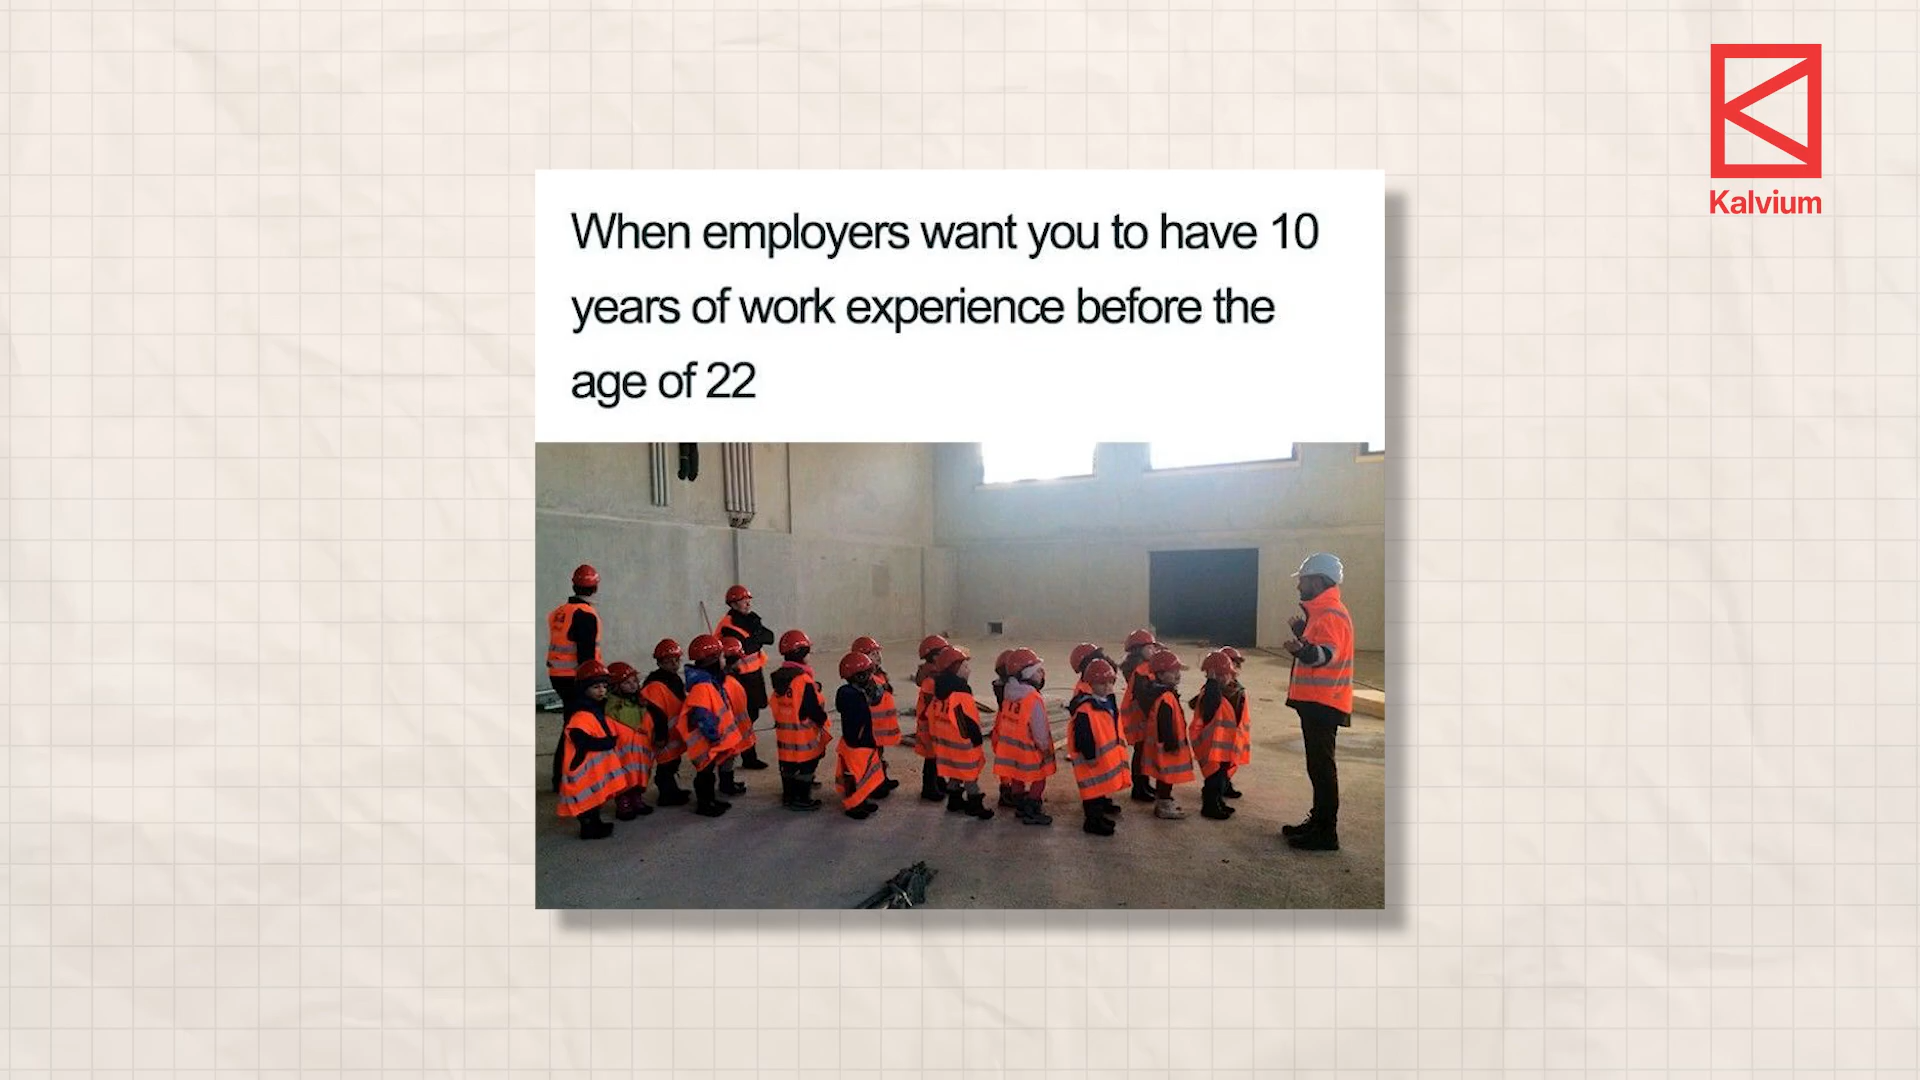 Kalvium
When employers want you to have 10
years of work experience before the
age of 22